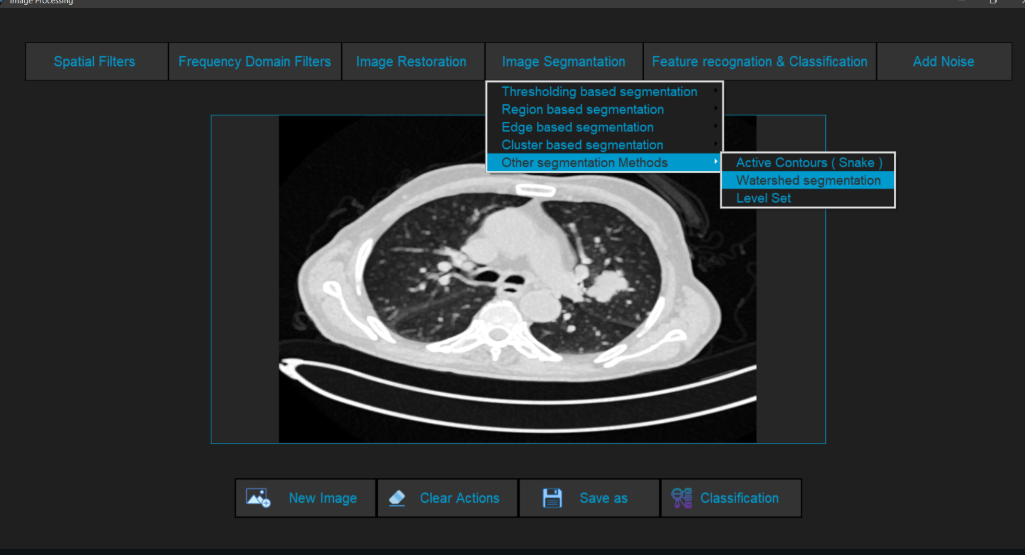 Image Processing
Spatial Filters
Frequency Domain Filters
Image Restoration
Image Segmantation
Feature recognation & Classification
Add Noise
Thresholding based segmentation
Region based segmentation
Edge based segmentation
Cluster based segmentation
Other segmentation Methods
Active Contours ( Snake )
Watershed segmentation
Level Set
New Image
Clear Actions
Save as
Classification